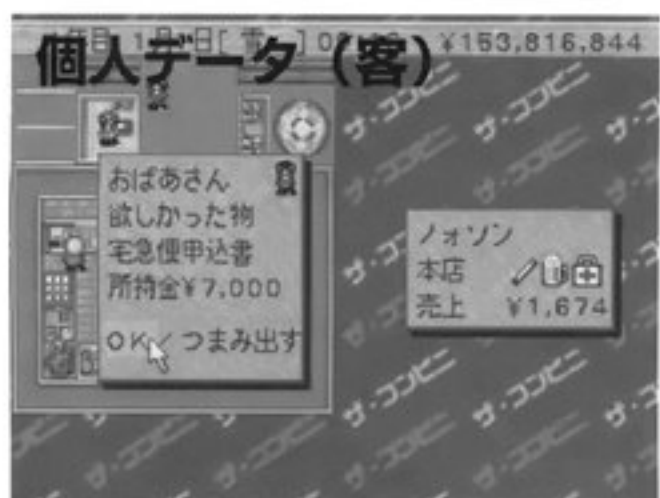 個人データ（客）
¥153,816,844
おばあさん
欲しかった物
宅急便申込書
所持金¥7,000
OK／つまみ出す
ノォソン
本店
売上 ¥1,674
ザ・コンビニ